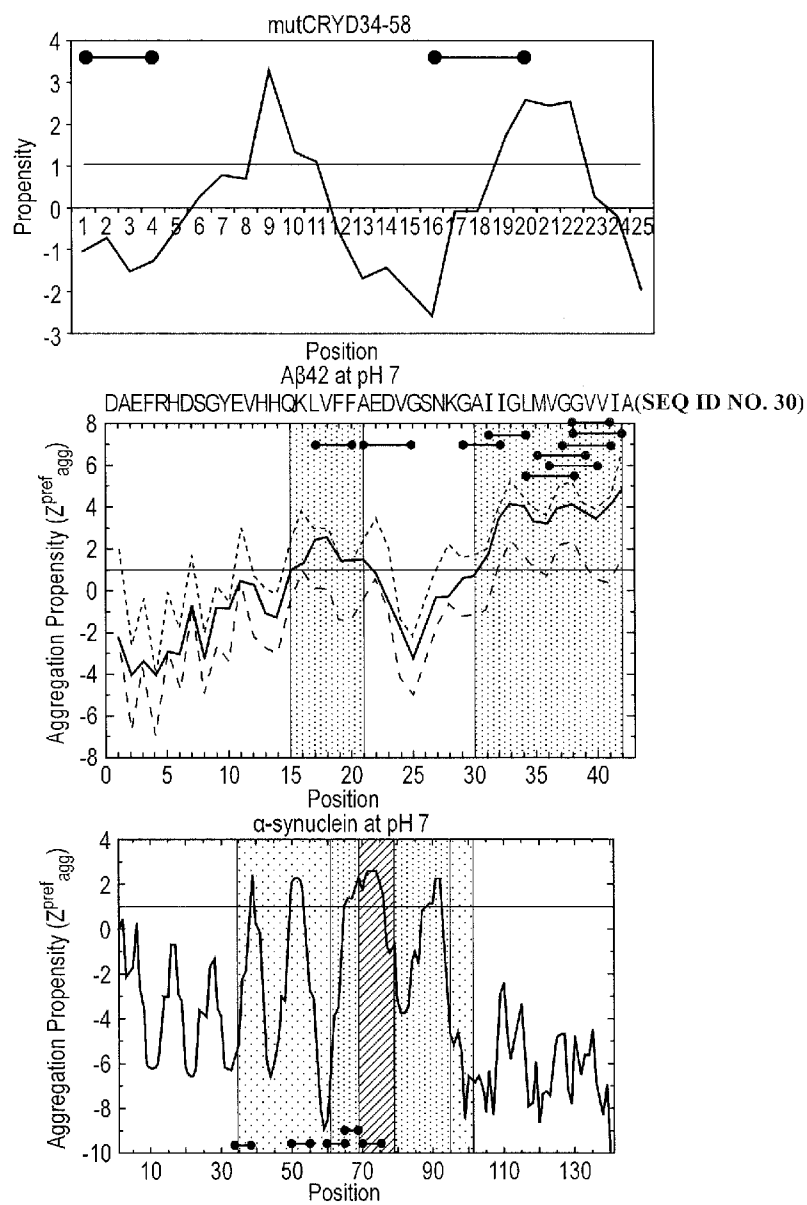 mutCRYD34-58
4
3
2
1
0
-1
-2
-3
Propensity
1 2 3 4 5 6 7 8 9 10 11 12 13 14 15 16 17 18 19 20 21 22 23 24 25
Position
Aβ42 at pH 7
DAEFRHDSGYEVHHQKLVFFAEDVGSNKGAIIGLMVGGVVIA(SEQ ID NO. 30)
8
6
4
2
0
-2
-4
-6
-8
Aggregation Propensity (Z^pref_agg)
0 5 10 15 20 25 30 35 40
Position
α-synuclein at pH 7
4
2
0
-2
-4
-6
-8
-10
Aggregation Propensity (Z^pref_agg)
10 30 50 70 90 110 130
Position